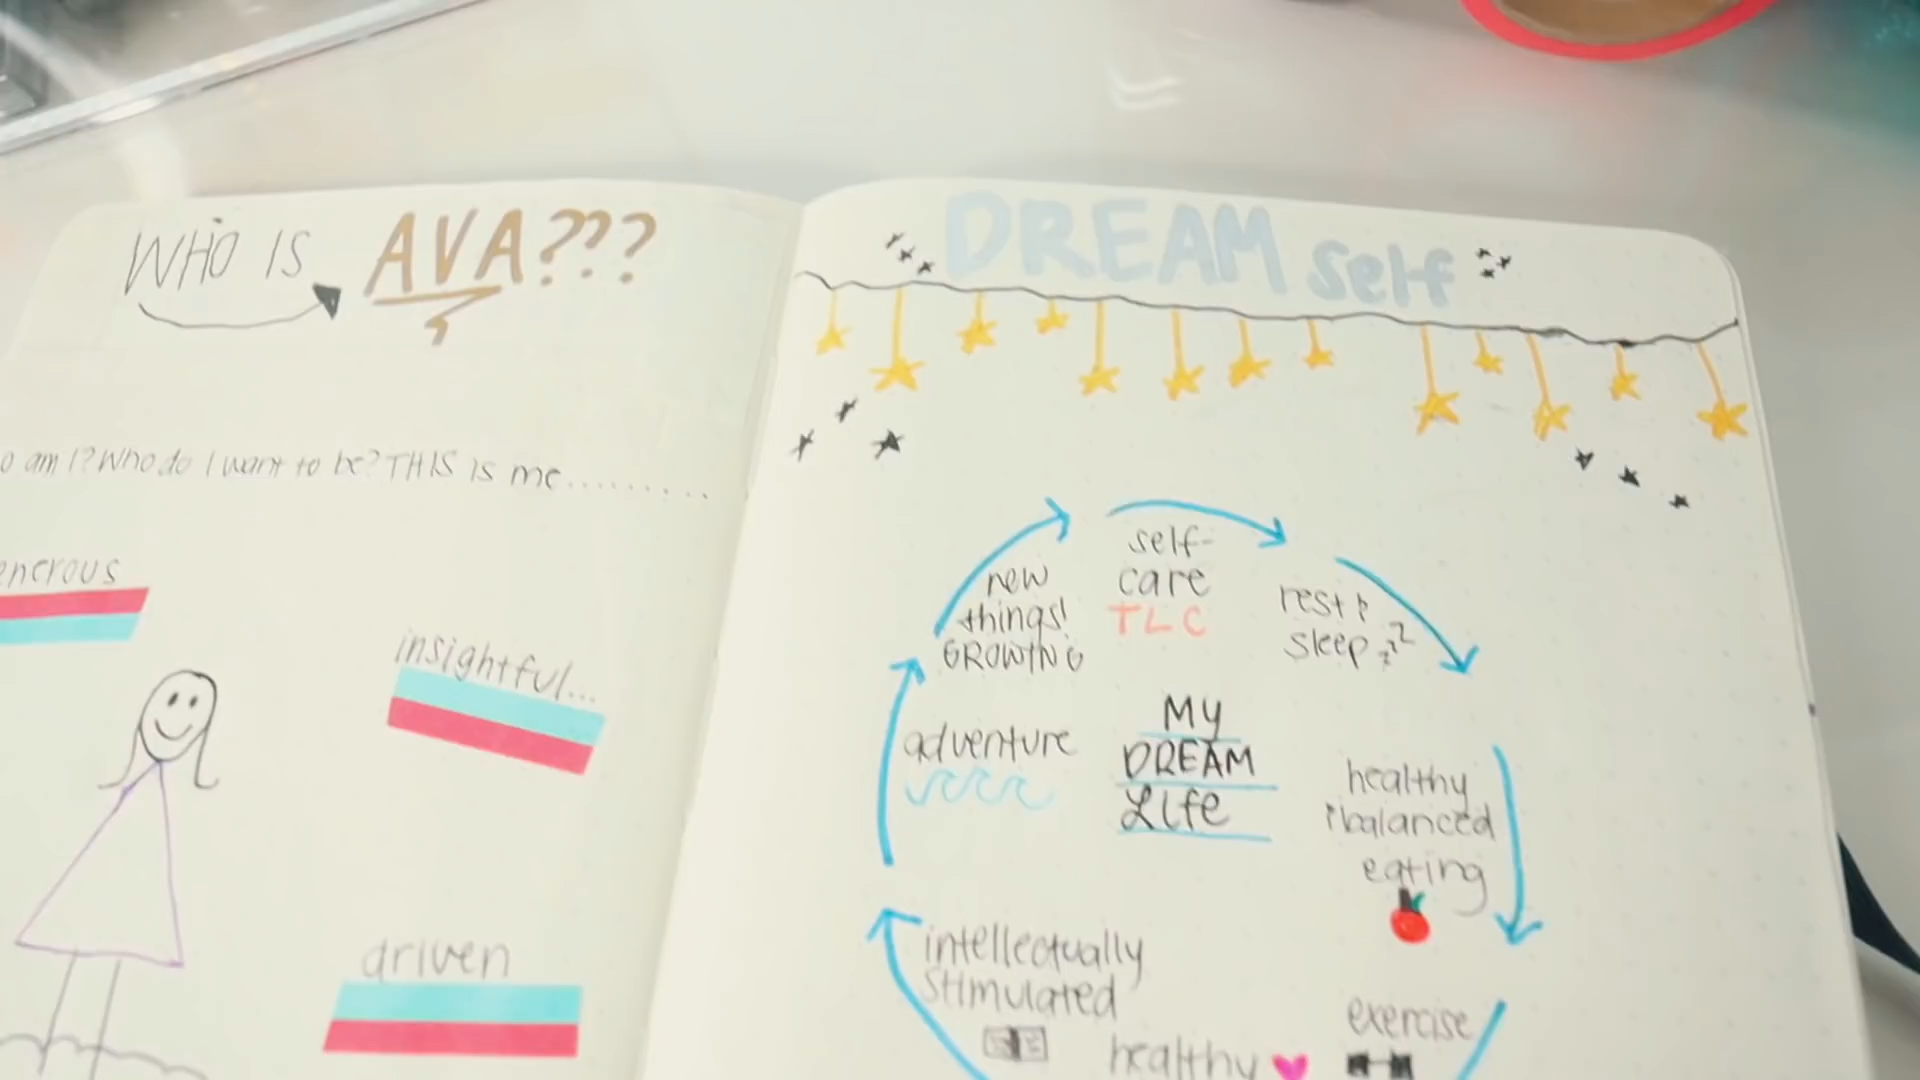 WHO IS AVA???
o am I? Who do I want to be? THIS is me.........
enerous
insightful...
driven
DREAM self
self-
care
TLC
rest &
sleep zzz
new
things!
GROWING
adventure
My
DREAM
Life
healthy
& balanced
eating
intellectually
stimulated
exercise
healthy